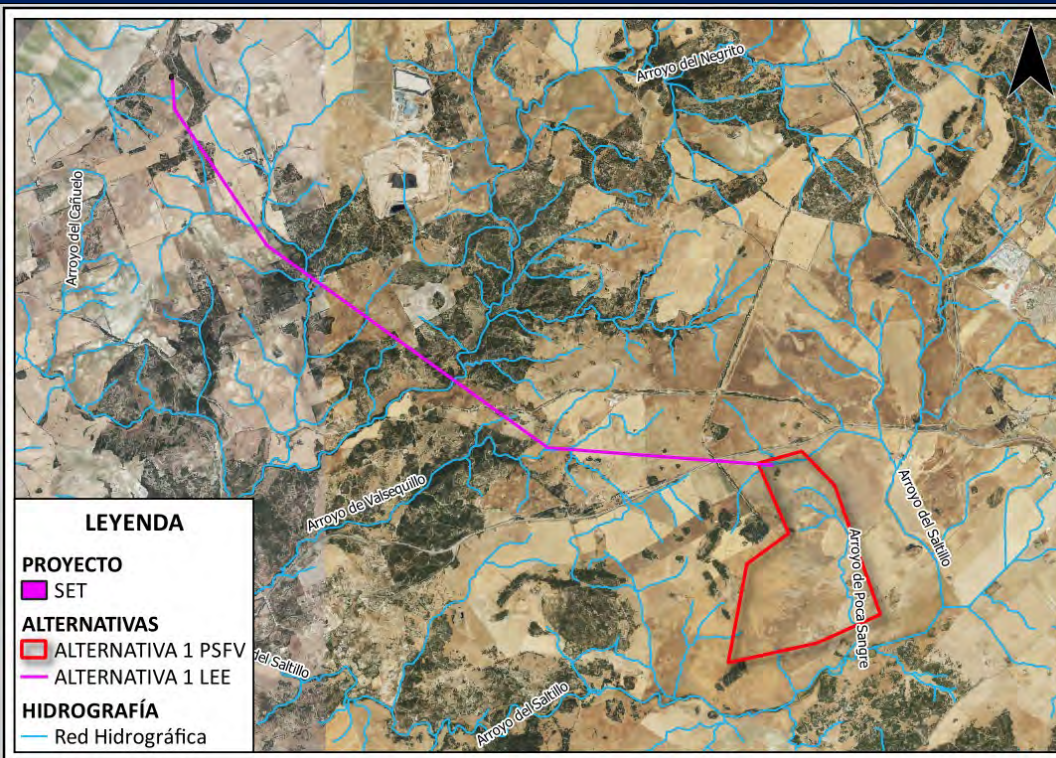 Arroyo del Negrito
Arroyo del Cañuelo
Arroyo de Valsequillo
Arroyo del Saltillo
Arroyo de Poca Sangre
del Saltillo
Arroyo del Saltillo
LEYENDA
PROYECTO
SET
ALTERNATIVAS
ALTERNATIVA 1 PSFV
ALTERNATIVA 1 LEE
HIDROGRAFÍA
Red Hidrográfica